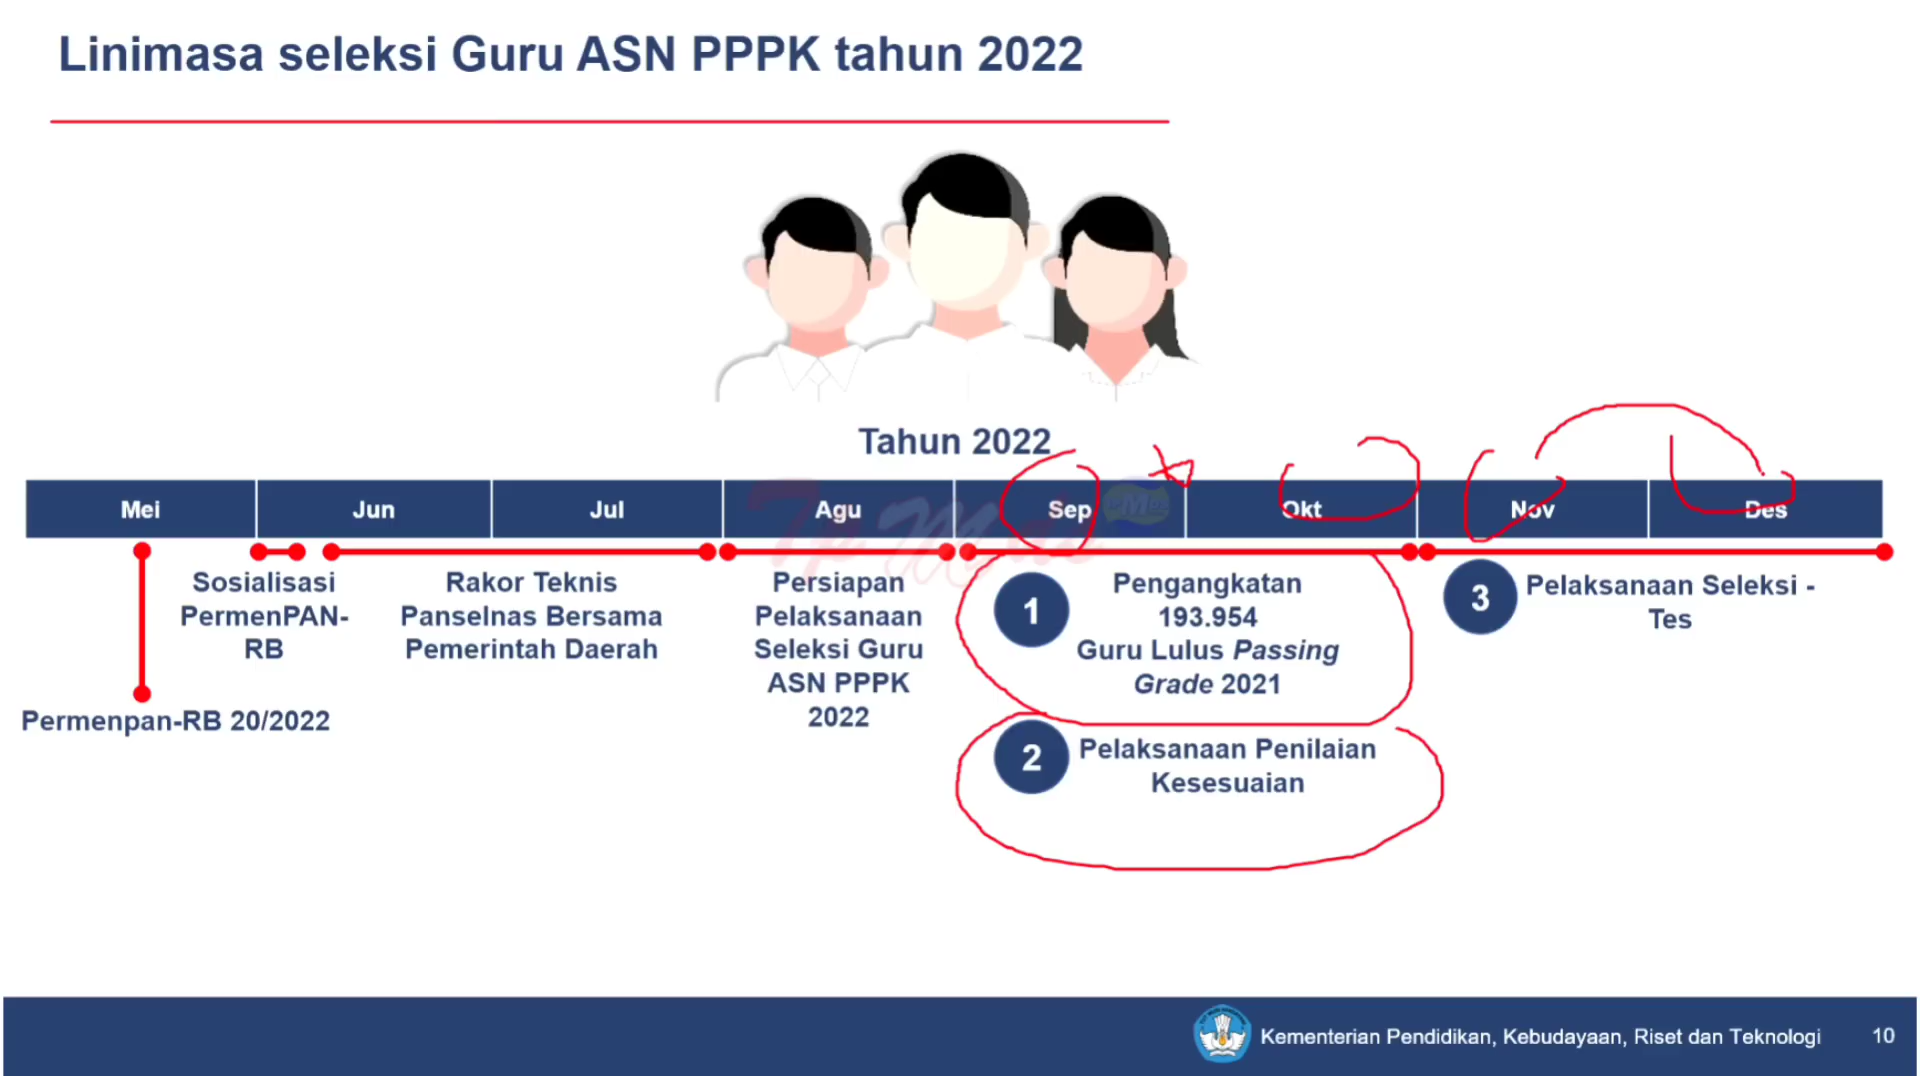 Linimasa seleksi Guru ASN PPPK tahun 2022
Tahun 2022
Mei
Jun
Jul
Agu
Sep
Okt
Nov
Des
Sosialisasi
PermenPAN-
RB
Permenpan-RB 20/2022
Rakor Teknis
Panselnas Bersama
Pemerintah Daerah
Persiapan
Pelaksanaan
Seleksi Guru
ASN PPPK
2022
1
Pengangkatan
193.954
Guru Lulus Passing
Grade 2021
2
Pelaksanaan Penilaian
Kesesuaian
3
Pelaksanaan Seleksi -
Tes
Kementerian Pendidikan, Kebudayaan, Riset dan Teknologi
10